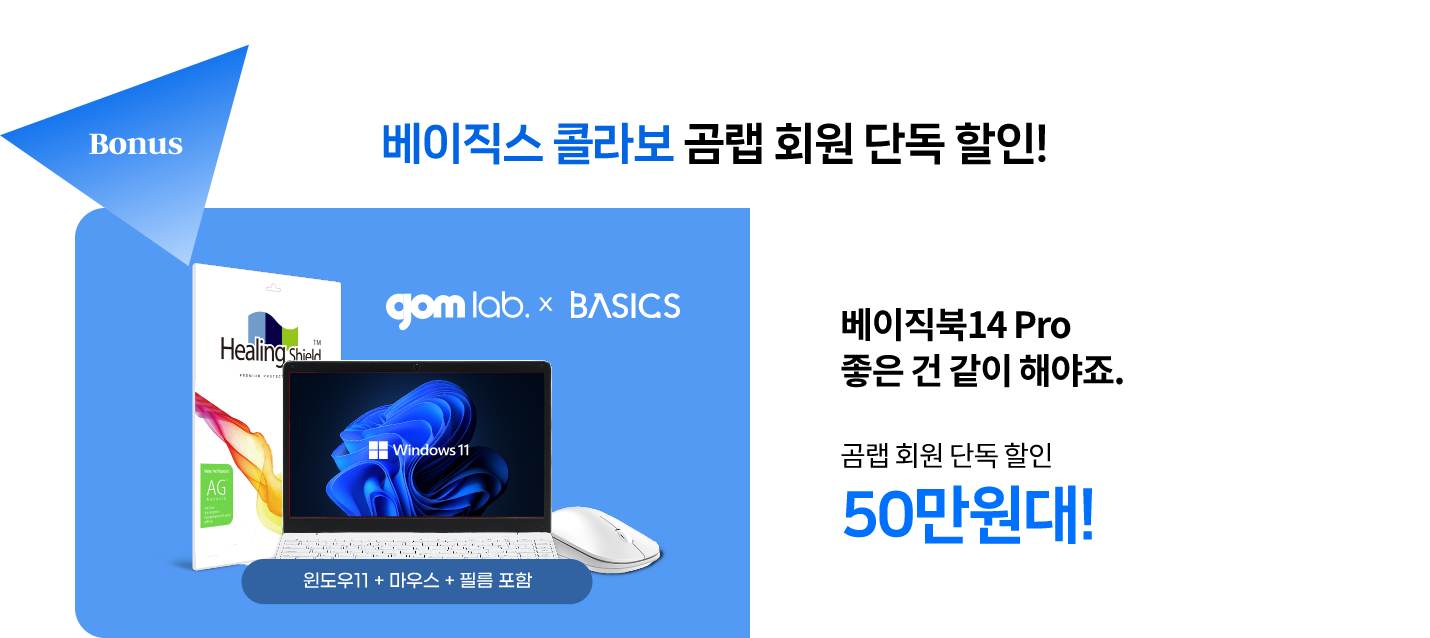 Bonus
베이직스 콜라보 곰랩 회원 단독 할인!
gom lab. x BASICS
Healing Shield
TM
AG
Windows 11
윈도우11 + 마우스 + 필름 포함
베이직북14 Pro
좋은 건 같이 해야죠.
곰랩 회원 단독 할인
50만원대!